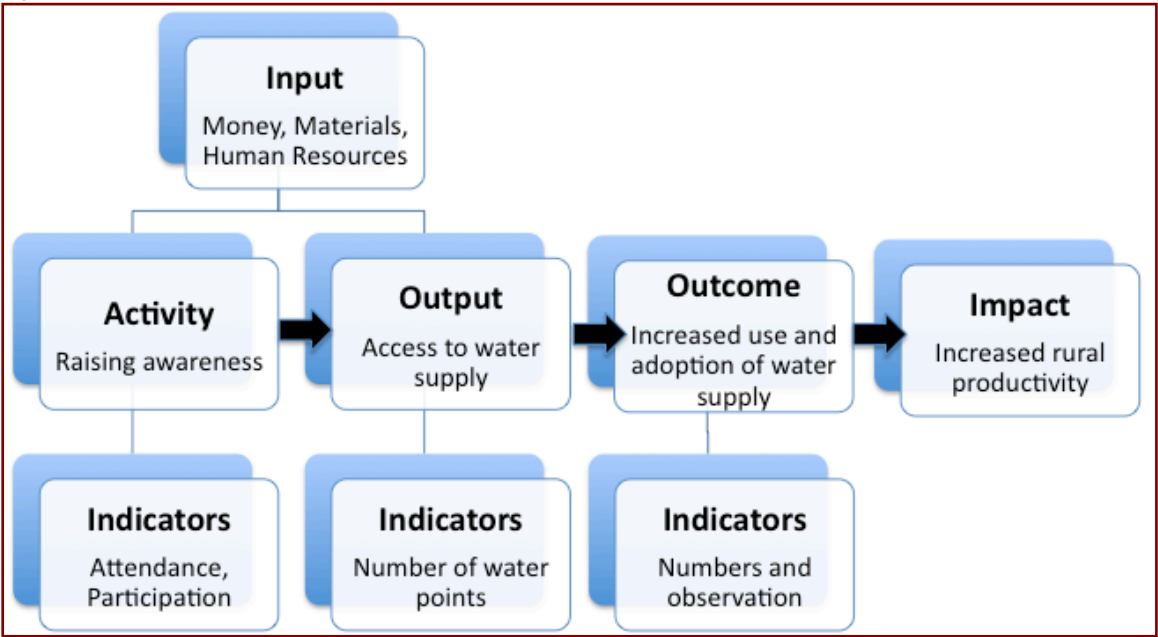 Input
Money, Materials,
Human Resources
Activity
Raising awareness
Output
Access to water
supply
Outcome
Increased use and
adoption of water
supply
Impact
Increased rural
productivity
Indicators
Attendance,
Participation
Indicators
Number of water
points
Indicators
Numbers and
observation